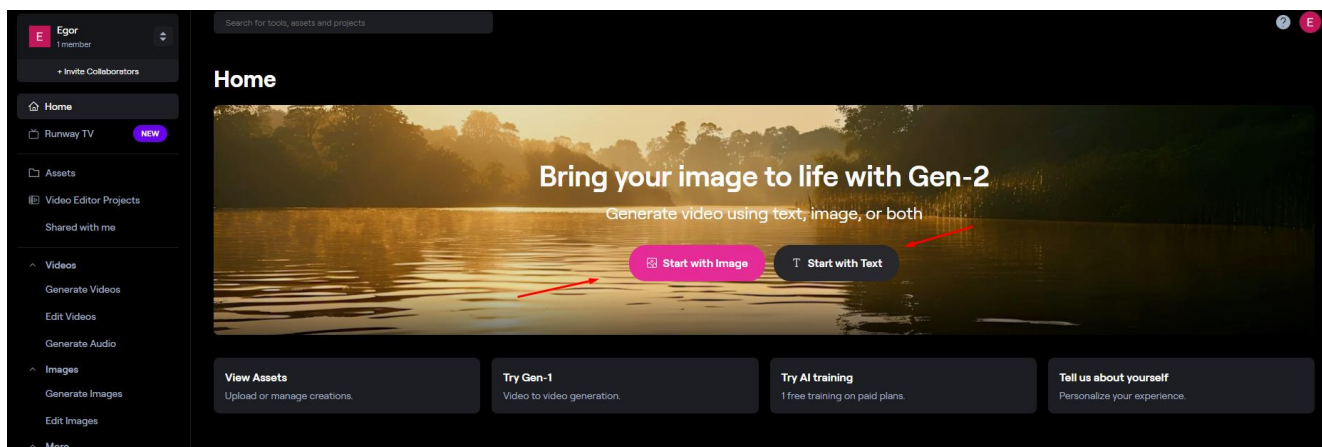 E
Egor
1 member
+ Invite Collaborators
Home
Runway TV
NEW
Assets
Video Editor Projects
Shared with me
Videos
Generate Videos
Edit Videos
Generate Audio
Images
Generate Images
Edit Images
More
Search for tools, assets and projects
?
E
Home
Bring your image to life with Gen-2
Generate video using text, image, or both
Start with Image
T Start with Text
View Assets
Upload or manage creations.
Try Gen-1
Video to video generation.
Try AI training
1 free training on paid plans.
Tell us about yourself
Personalize your experience.